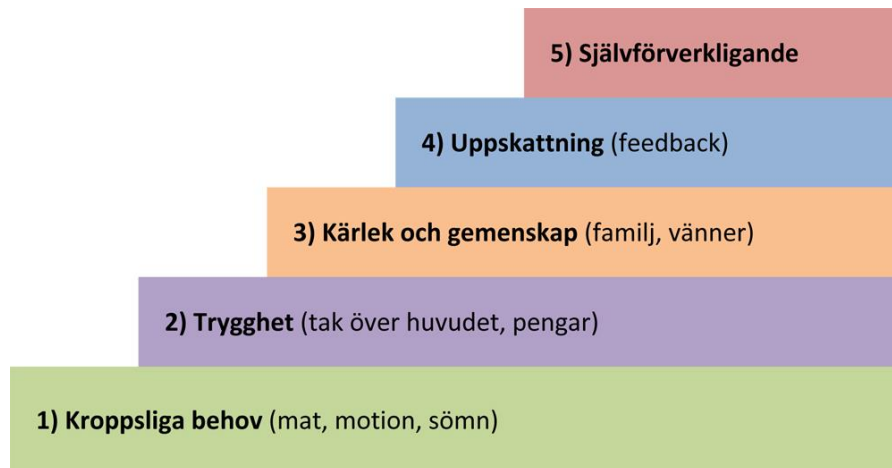 5) Självförverkligande
4) Uppskattning (feedback)
3) Kärlek och gemenskap (familj, vänner)
2) Trygghet (tak över huvudet, pengar)
1) Kroppsliga behov (mat, motion, sömn)